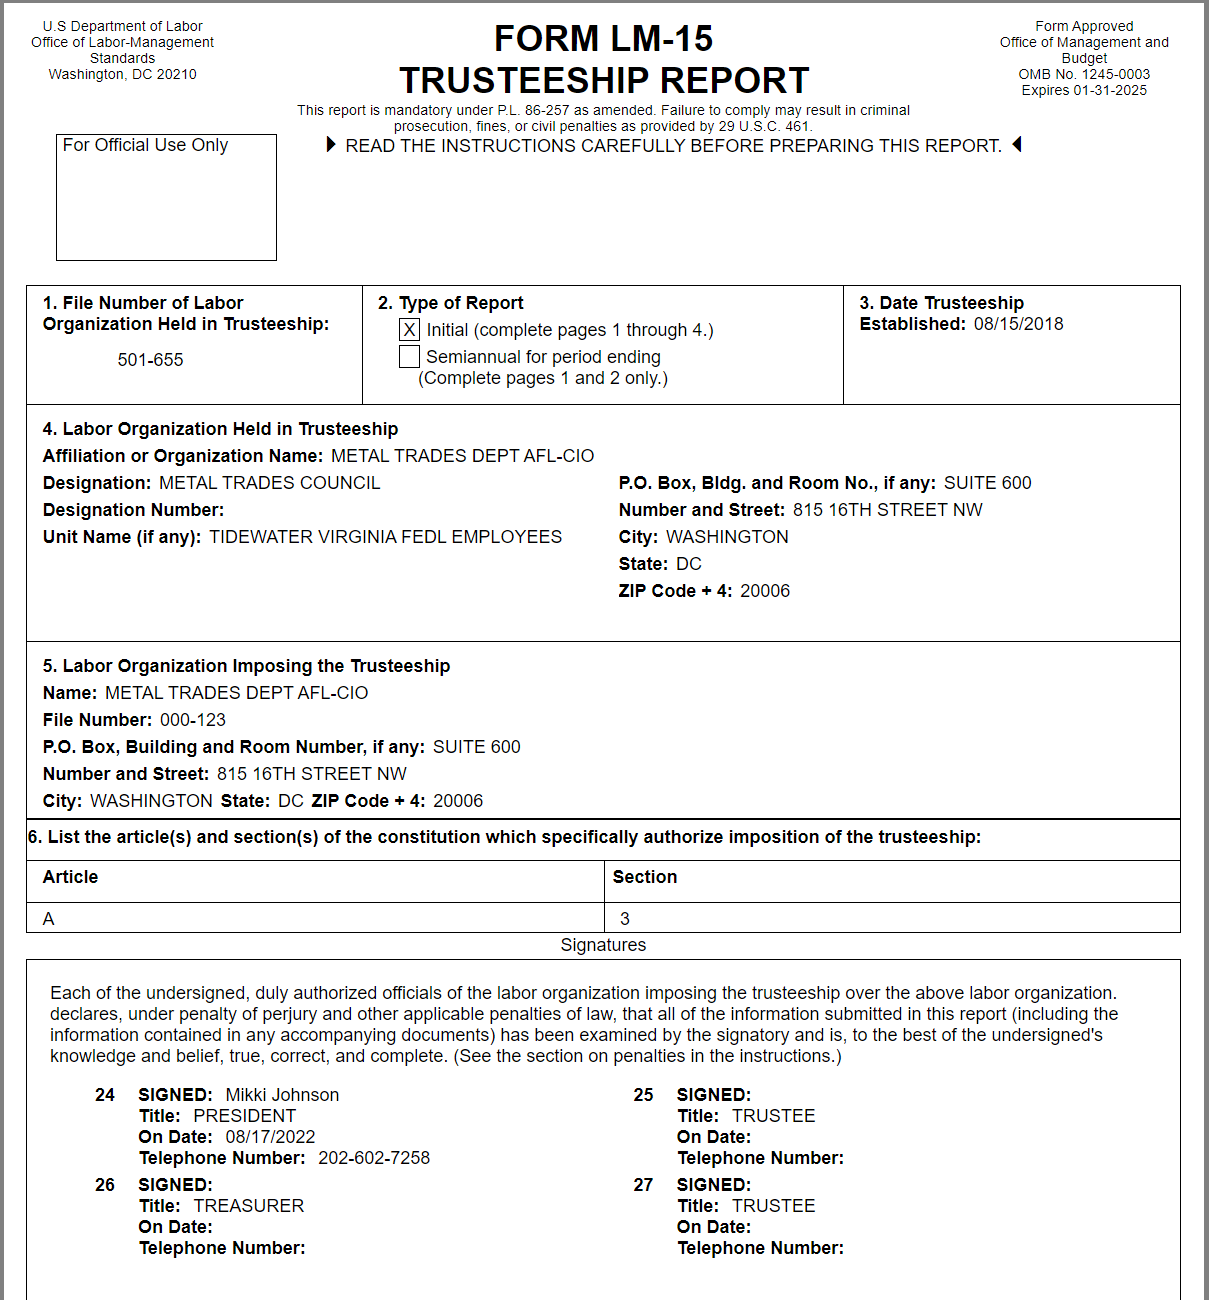 U.S Department of Labor
Office of Labor-Management
Standards
Washington, DC 20210
FORM LM-15
TRUSTEESHIP REPORT
Form Approved
Office of Management and
Budget
OMB No. 1245-0003
Expires 01-31-2025
This report is mandatory under P.L. 86-257 as amended. Failure to comply may result in criminal
prosecution, fines, or civil penalties as provided by 29 U.S.C. 461.
READ THE INSTRUCTIONS CAREFULLY BEFORE PREPARING THIS REPORT.
For Official Use Only
1. File Number of Labor
Organization Held in Trusteeship:
501-655
2. Type of Report
X Initial (complete pages 1 through 4.)
Semiannual for period ending
(Complete pages 1 and 2 only.)
3. Date Trusteeship
Established: 08/15/2018
4. Labor Organization Held in Trusteeship
Affiliation or Organization Name: METAL TRADES DEPT AFL-CIO
Designation: METAL TRADES COUNCIL
Designation Number:
Unit Name (if any): TIDEWATER VIRGINIA FEDL EMPLOYEES
P.O. Box, Bldg. and Room No., if any: SUITE 600
Number and Street: 815 16TH STREET NW
City: WASHINGTON
State: DC
ZIP Code + 4: 20006
5. Labor Organization Imposing the Trusteeship
Name: METAL TRADES DEPT AFL-CIO
File Number: 000-123
P.O. Box, Building and Room Number, if any: SUITE 600
Number and Street: 815 16TH STREET NW
City: WASHINGTON State: DC ZIP Code + 4: 20006
6. List the article(s) and section(s) of the constitution which specifically authorize imposition of the trusteeship:
Article Section
A 3
Signatures
Each of the undersigned, duly authorized officials of the labor organization imposing the trusteeship over the above labor organization.
declares, under penalty of perjury and other applicable penalties of law, that all of the information submitted in this report (including the
information contained in any accompanying documents) has been examined by the signatory and is, to the best of the undersigned's
knowledge and belief, true, correct, and complete. (See the section on penalties in the instructions.)
24 SIGNED: Mikki Johnson
Title: PRESIDENT
On Date: 08/17/2022
Telephone Number: 202-602-7258
25 SIGNED:
Title: TRUSTEE
On Date:
Telephone Number:
26 SIGNED:
Title: TREASURER
On Date:
Telephone Number:
27 SIGNED:
Title: TRUSTEE
On Date:
Telephone Number: